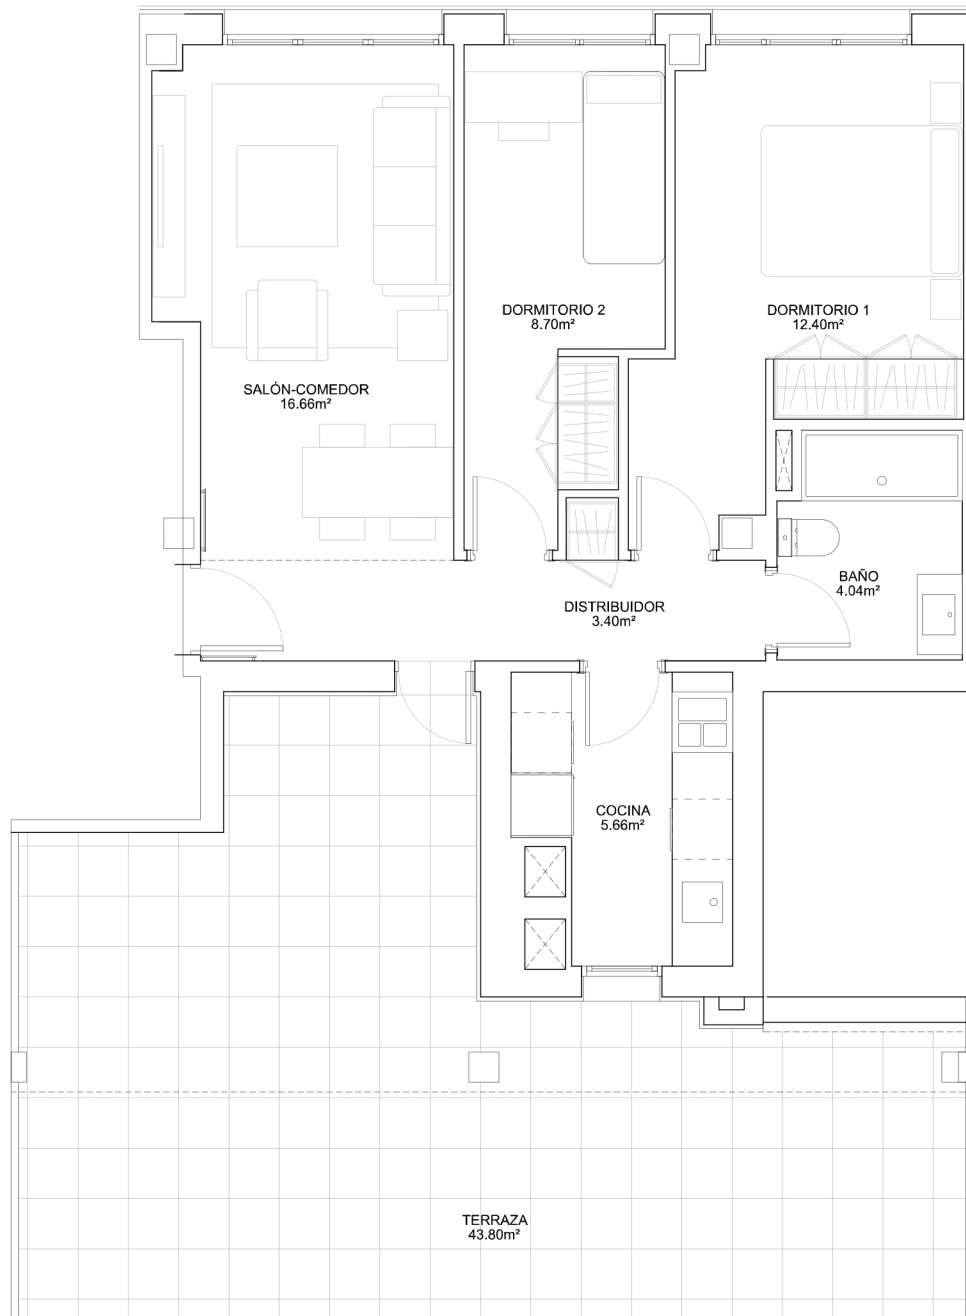 DORMITORIO 2
8.70m²
DORMITORIO 1
12.40m²
SALÓN-COMEDOR
16.66m²
BAÑO
4.04m²
DISTRIBUIDOR
3.40m²
COCINA
5.66m²
TERRAZA
43.80m²